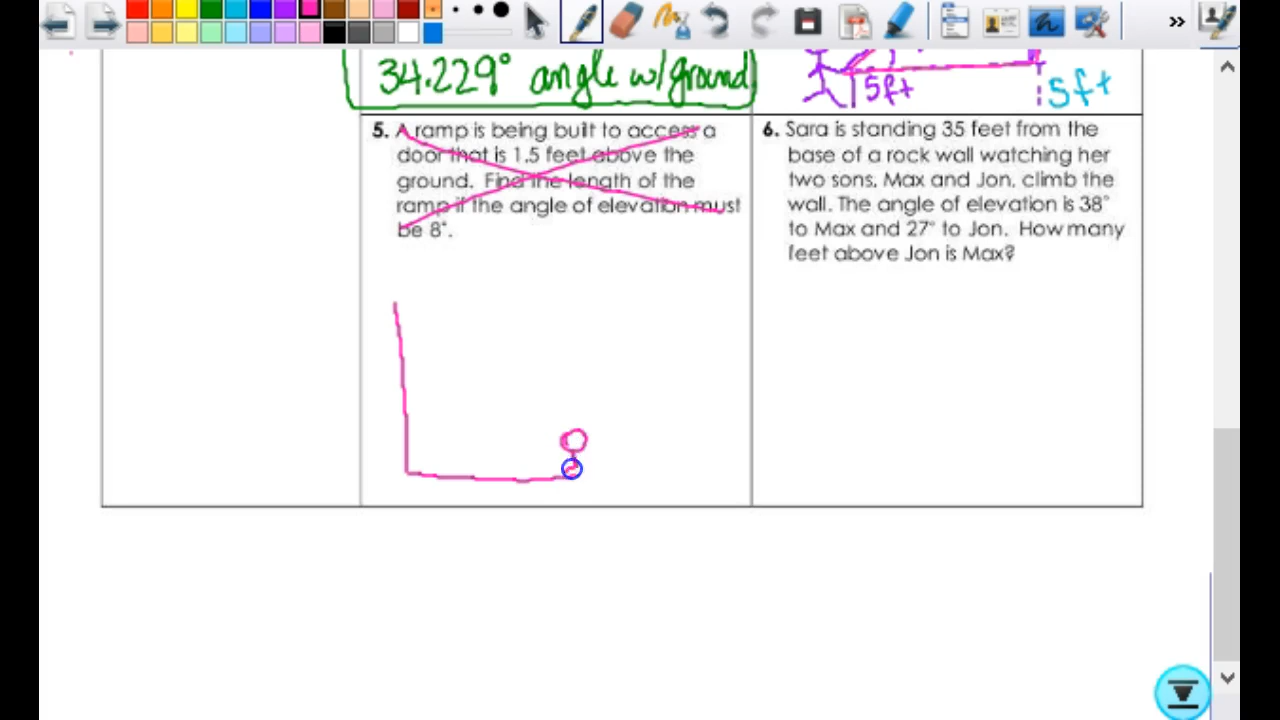 34.229° angle w/ground
5ft
5ft
5. A ramp is being built to access a
door that is 1.5 feet above the
ground. Find the length of the
ramp if the angle of elevation must
be 8°.
6. Sara is standing 35 feet from the
base of a rock wall watching her
two sons, Max and Jon, climb the
wall. The angle of elevation is 38°
to Max and 27° to Jon. How many
feet above Jon is Max?